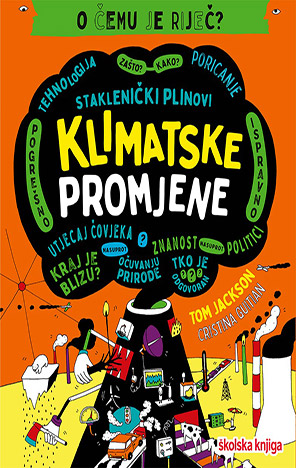 O ČEMU JE RIJEČ?
TEHNOLOGIJA
ZAŠTO?
KAKO?
PORICANJE
STAKLENIČKI PLINOVI
POGREŠNO
KLIMATSKE
ISPRAVNO
PROMJENE
UTJECAJ ČOVJEKA
?
ZNANOST
NASUPROT
POLITICI
KRAJ JE
BLIZU?
NASUPROT
OČUVANJU
PRIRODE
TKO JE
???
ODGOVORAN
TOM JACKSON
CRISTINA GUITIAN
školska knjiga